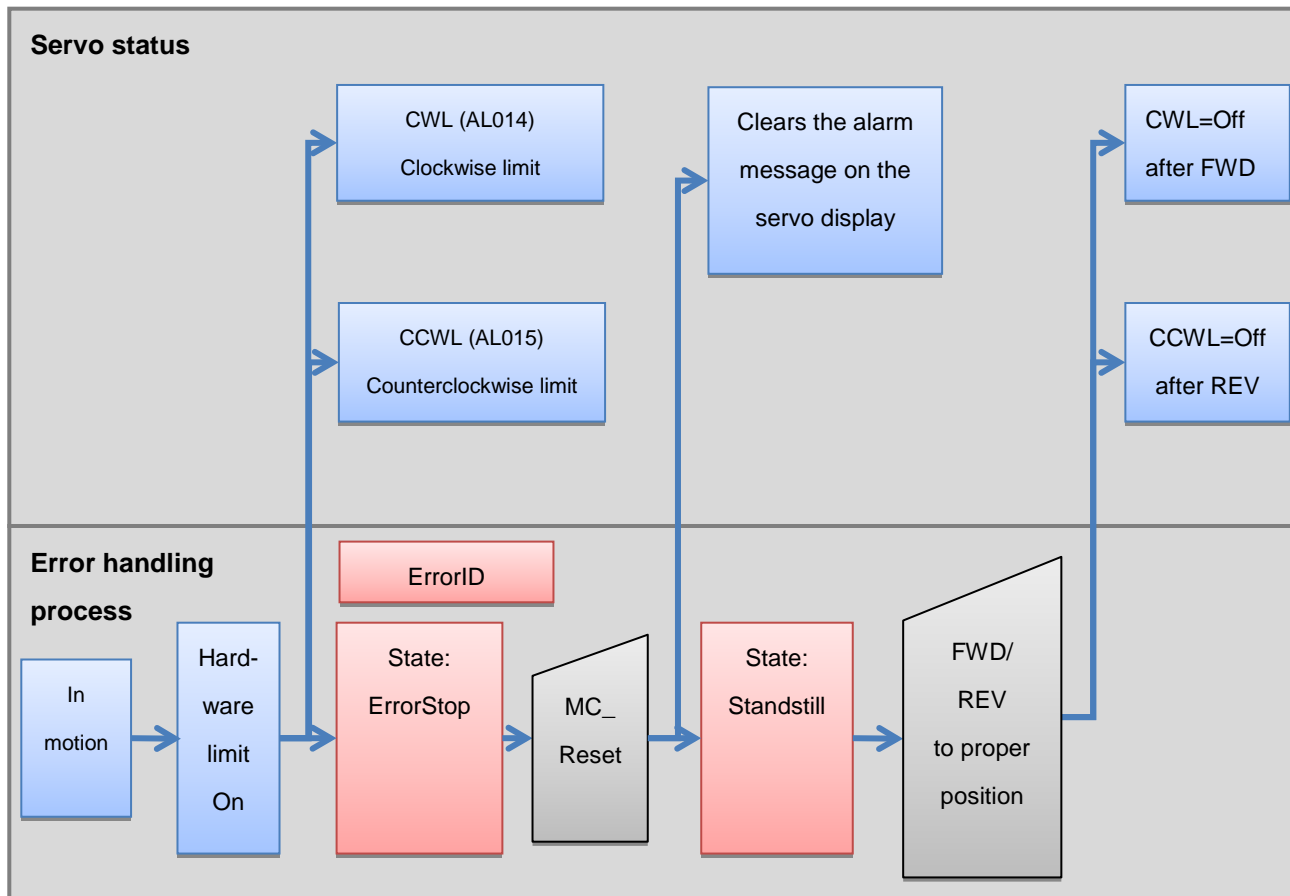 Servo status
CWL (AL014)
Clockwise limit
Clears the alarm
message on the
servo display
CWL=Off
after FWD
CCWL (AL015)
Counterclockwise limit
CCWL=Off
after REV
Error handling
process
ErrorID
In
motion
Hard-
ware
limit
On
State:
ErrorStop
MC_
Reset
State:
Standstill
FWD/
REV
to proper
position